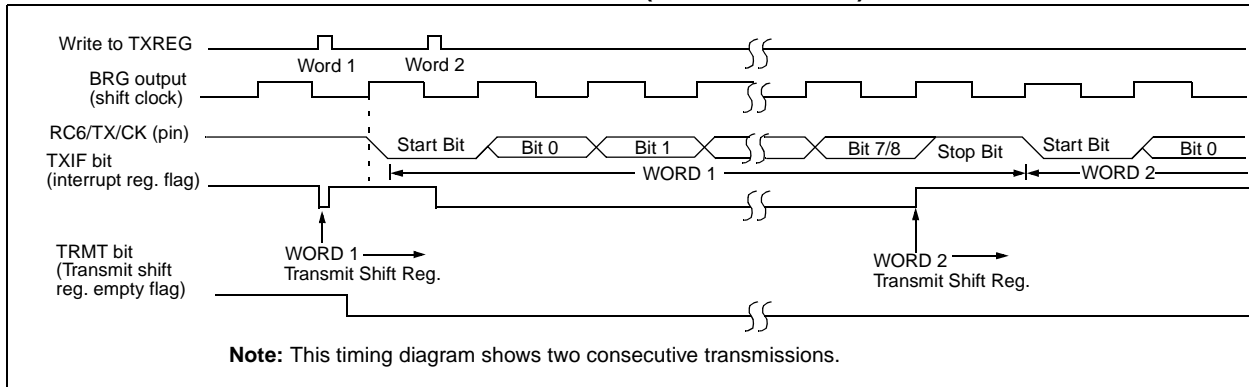 Write to TXREG
Word 1
Word 2
BRG output
(shift clock)
RC6/TX/CK (pin)
Start Bit
Bit 0
Bit 1
Bit 7/8
Stop Bit
Start Bit
Bit 0
TXIF bit
(interrupt reg. flag)
WORD 1
WORD 2
TRMT bit
(Transmit shift
reg. empty flag)
WORD 1
Transmit Shift Reg.
WORD 2
Transmit Shift Reg.
Note: This timing diagram shows two consecutive transmissions.